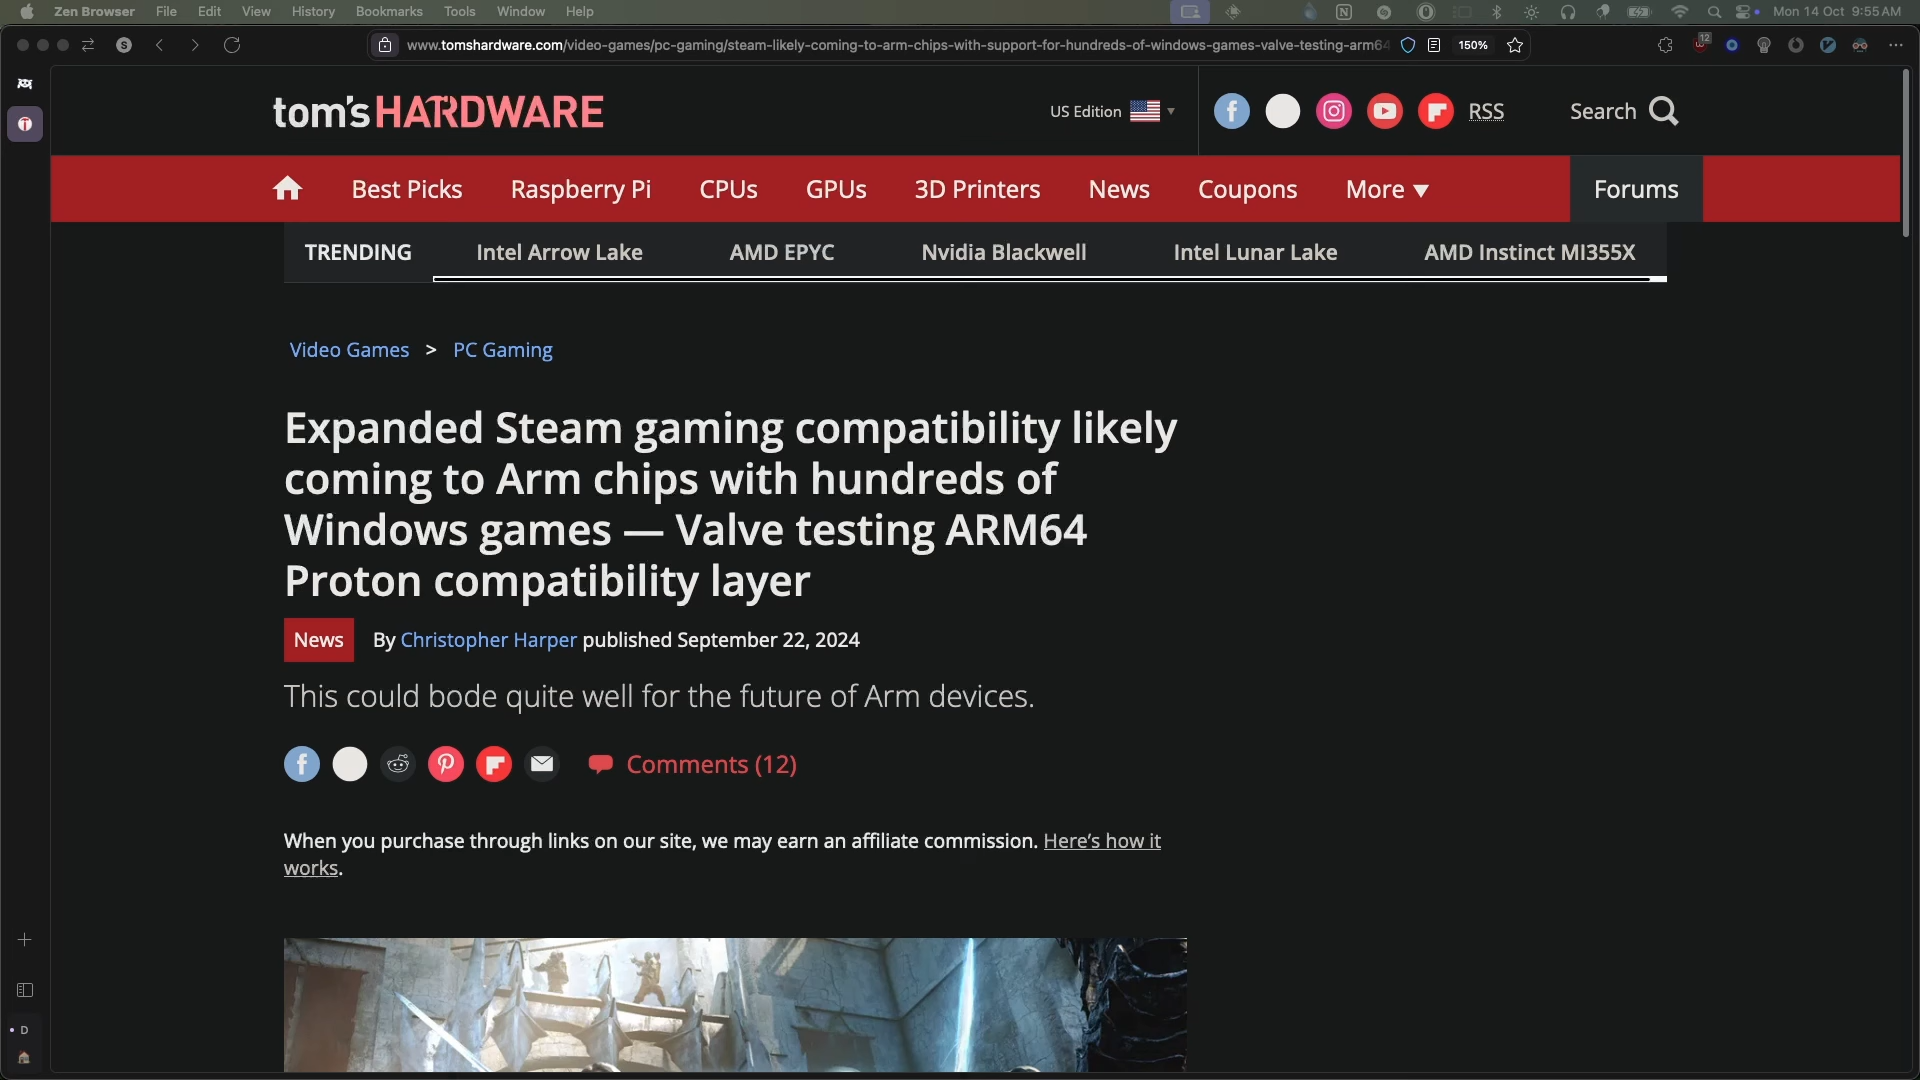 Zen Browser File Edit View History Bookmarks Tools Window Help Mon 14 Oct 9:55 AM
S www.tomshardware.com/video-games/pc-gaming/steam-likely-coming-to-arm-chips-with-support-for-hundreds-of-windows-games-valve-testing-arm64 150% 12
tom's HARDWARE US Edition RSS Search
Best Picks Raspberry Pi CPUs GPUs 3D Printers News Coupons More Forums
TRENDING Intel Arrow Lake AMD EPYC Nvidia Blackwell Intel Lunar Lake AMD Instinct MI355X
Video Games > PC Gaming
Expanded Steam gaming compatibility likely
coming to Arm chips with hundreds of
Windows games — Valve testing ARM64
Proton compatibility layer
News By Christopher Harper published September 22, 2024
This could bode quite well for the future of Arm devices.
Comments (12)
When you purchase through links on our site, we may earn an affiliate commission. Here's how it
works.
D